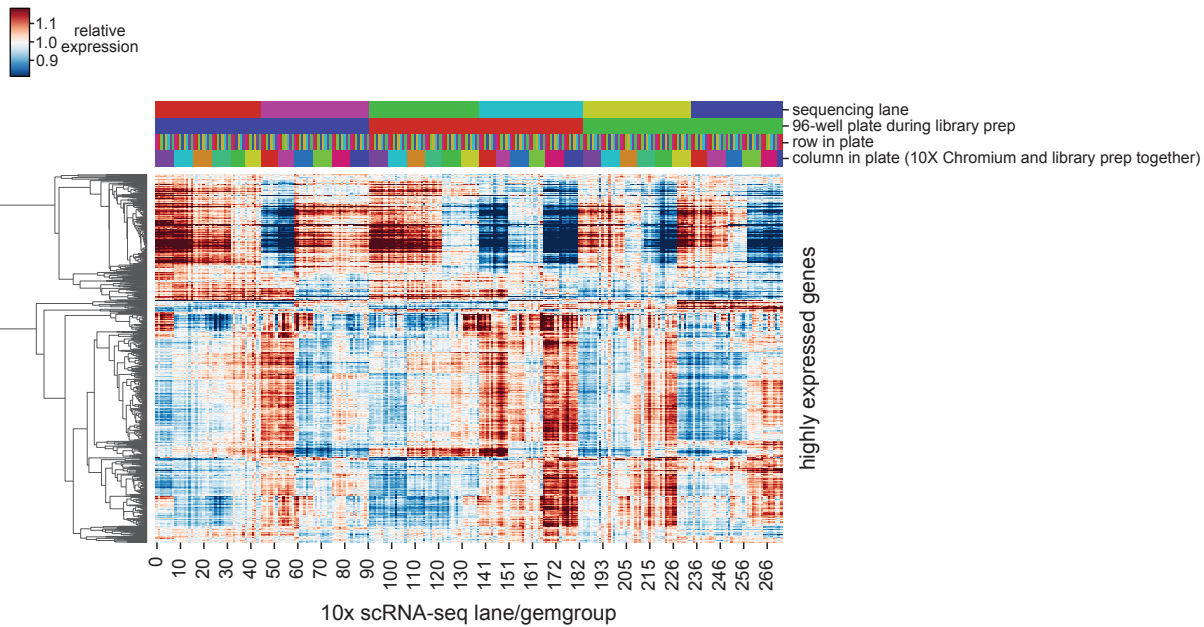 1.1
1.0
0.9
relative
expression
sequencing lane
96-well plate during library prep
row in plate
column in plate (10X Chromium and library prep together)
highly expressed genes
0 10 20 30 40 50 60 70 80 90 100 110 120 130 141 151 161 172 182 193 205 215 226 236 246 256 266
10x scRNA-seq lane/gemgroup